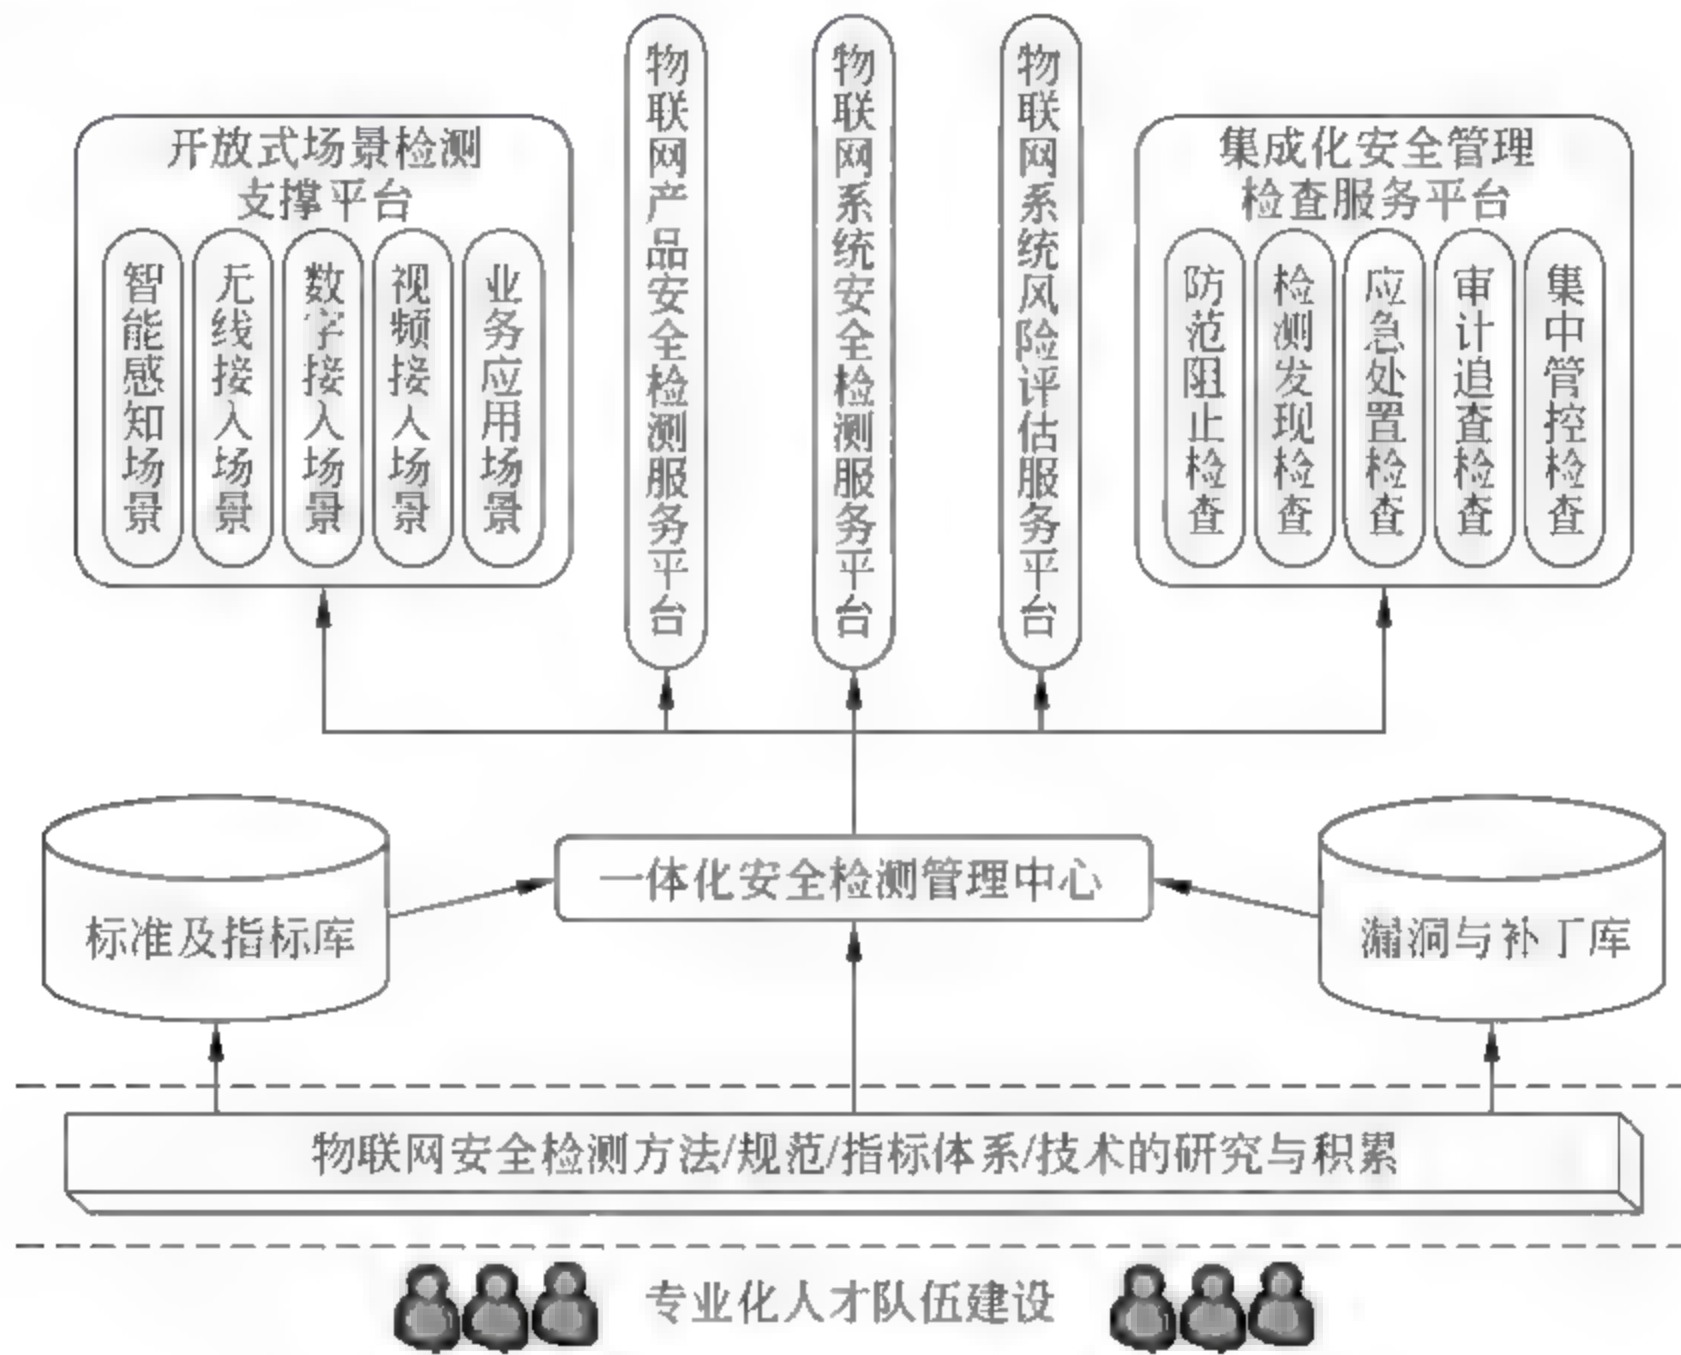 开放式场景检测
支撑平台
智能感知场景
无线接入场景
数字接入场景
视频接入场景
业务应用场景
物联网产品安全检测服务平台
物联网系统安全检测服务平台
物联网系统风险评估服务平台
集成化安全管理
检查服务平台
防范阻止检查
检测发现检查
应急处置检查
审计追查检查
集中管控检查
标准及指标库
一体化安全检测管理中心
漏洞与补丁库
物联网安全检测方法/规范/指标体系/技术的研究与积累
专业化人才队伍建设